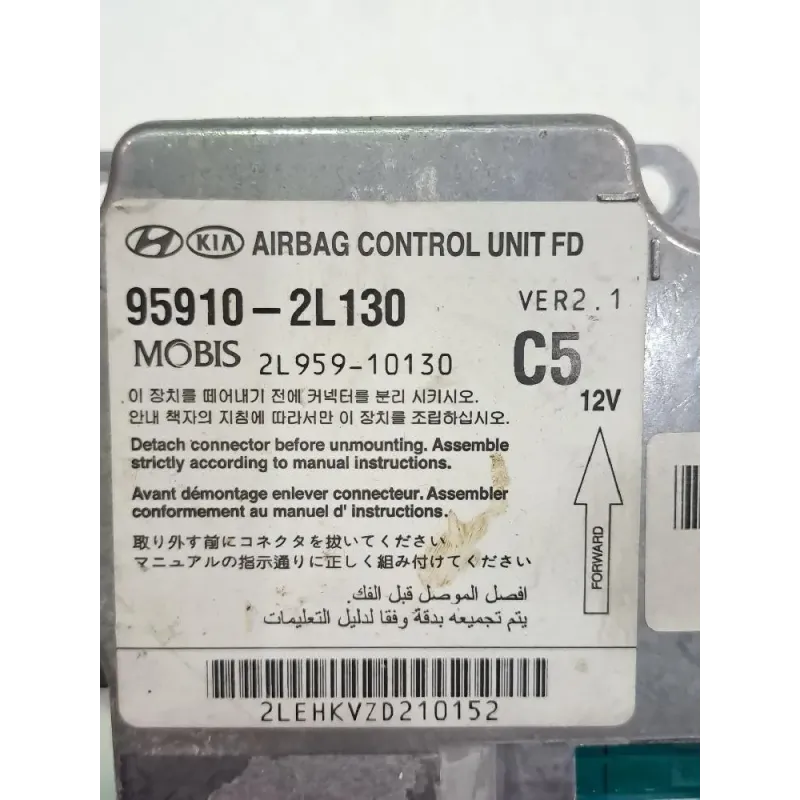 KIA AIRBAG CONTROL UNIT FD
95910-2L130 VER2.1
MOBIS 2L959-10130 C5
12V
이 장치를 떼어내기 전에 커넥터를 분리 시키시오.
안내 책자의 지침에 따라서만 이 장치를 조립하십시오.
Detach connector before unmounting. Assemble
strictly according to manual instructions.
Avant démontage enlever connecteur. Assembler
conformement au manuel d' instructions.
FORWARD
取り外す前にコネクタを抜いてください
マニュアルの指示通りに正しく組み付けてください
افصل الموصل قبل الفك.
يتم تجميعه بدقة وفقا لدليل التعليمات
2LEHKVZD210152